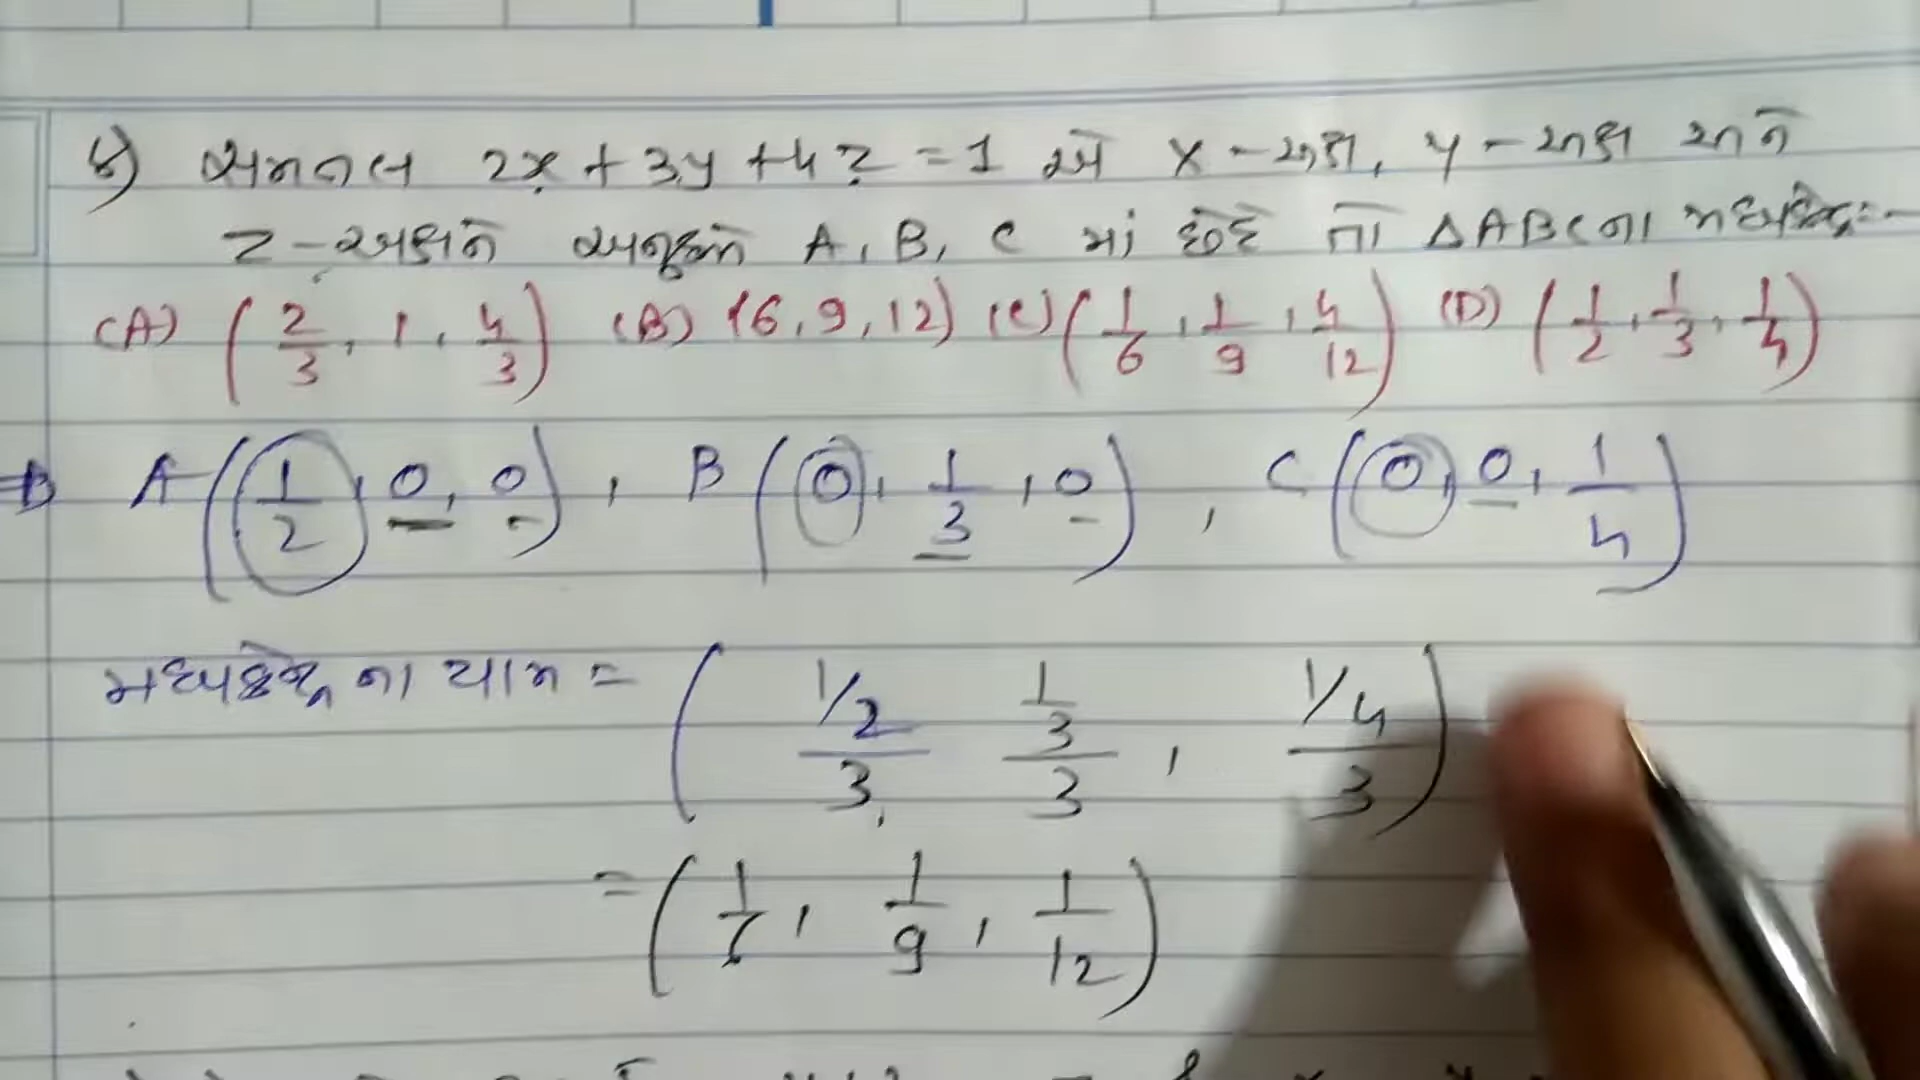 ૪) સમતલ 2x + 3y + 4z = 1 એ X - અક્ષ, Y - અક્ષ અને
Z - અક્ષને અનુક્રમે A, B, C માં છેદે તો ΔABC ના મધ્યકેન્દ્ર :-
(A) (2/3, 1, 4/3) (B) (6, 9, 12) (C) (1/6, 1/9, 4/12) (D) (1/2, 1/3, 1/4)
A (1/2, 0, 0), B (0, 1/3, 0), C (0, 0, 1/4)
મધ્યકેન્દ્ર ના યામ = ((1/2)/3, (1/3)/3, (1/4)/3)
= (1/6, 1/9, 1/12)